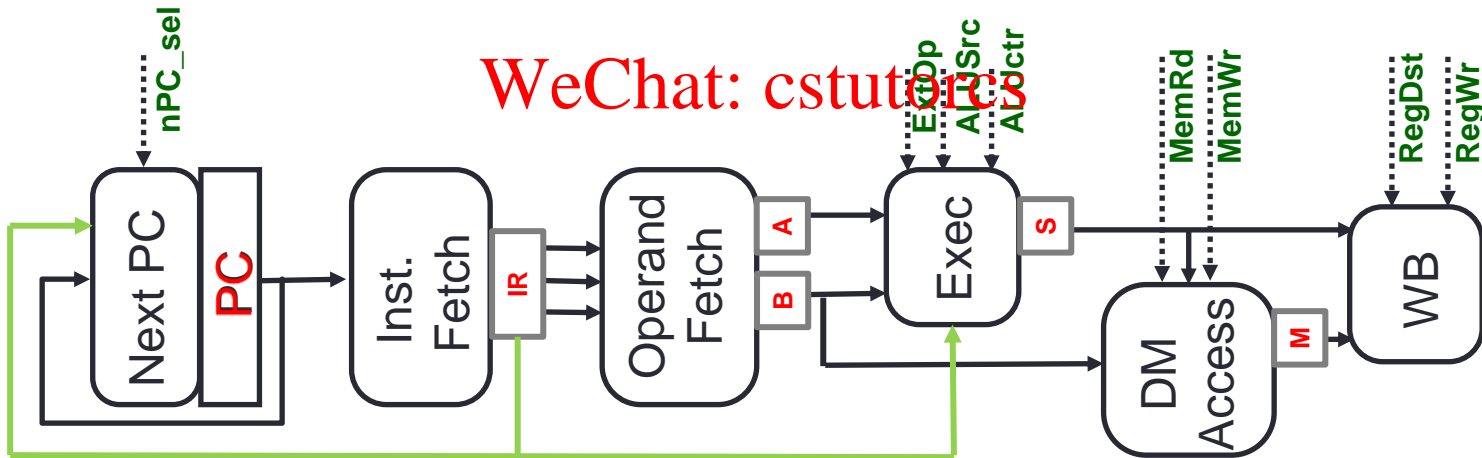 WeChat: cstutorcs
nPC_sel
ExtOp
ALUSrc
ALUctr
MemRd
MemWr
RegDst
RegWr
Next PC
PC
Inst.
Fetch
IR
Operand
Fetch
A
B
Exec
S
DM
Access
M
WB